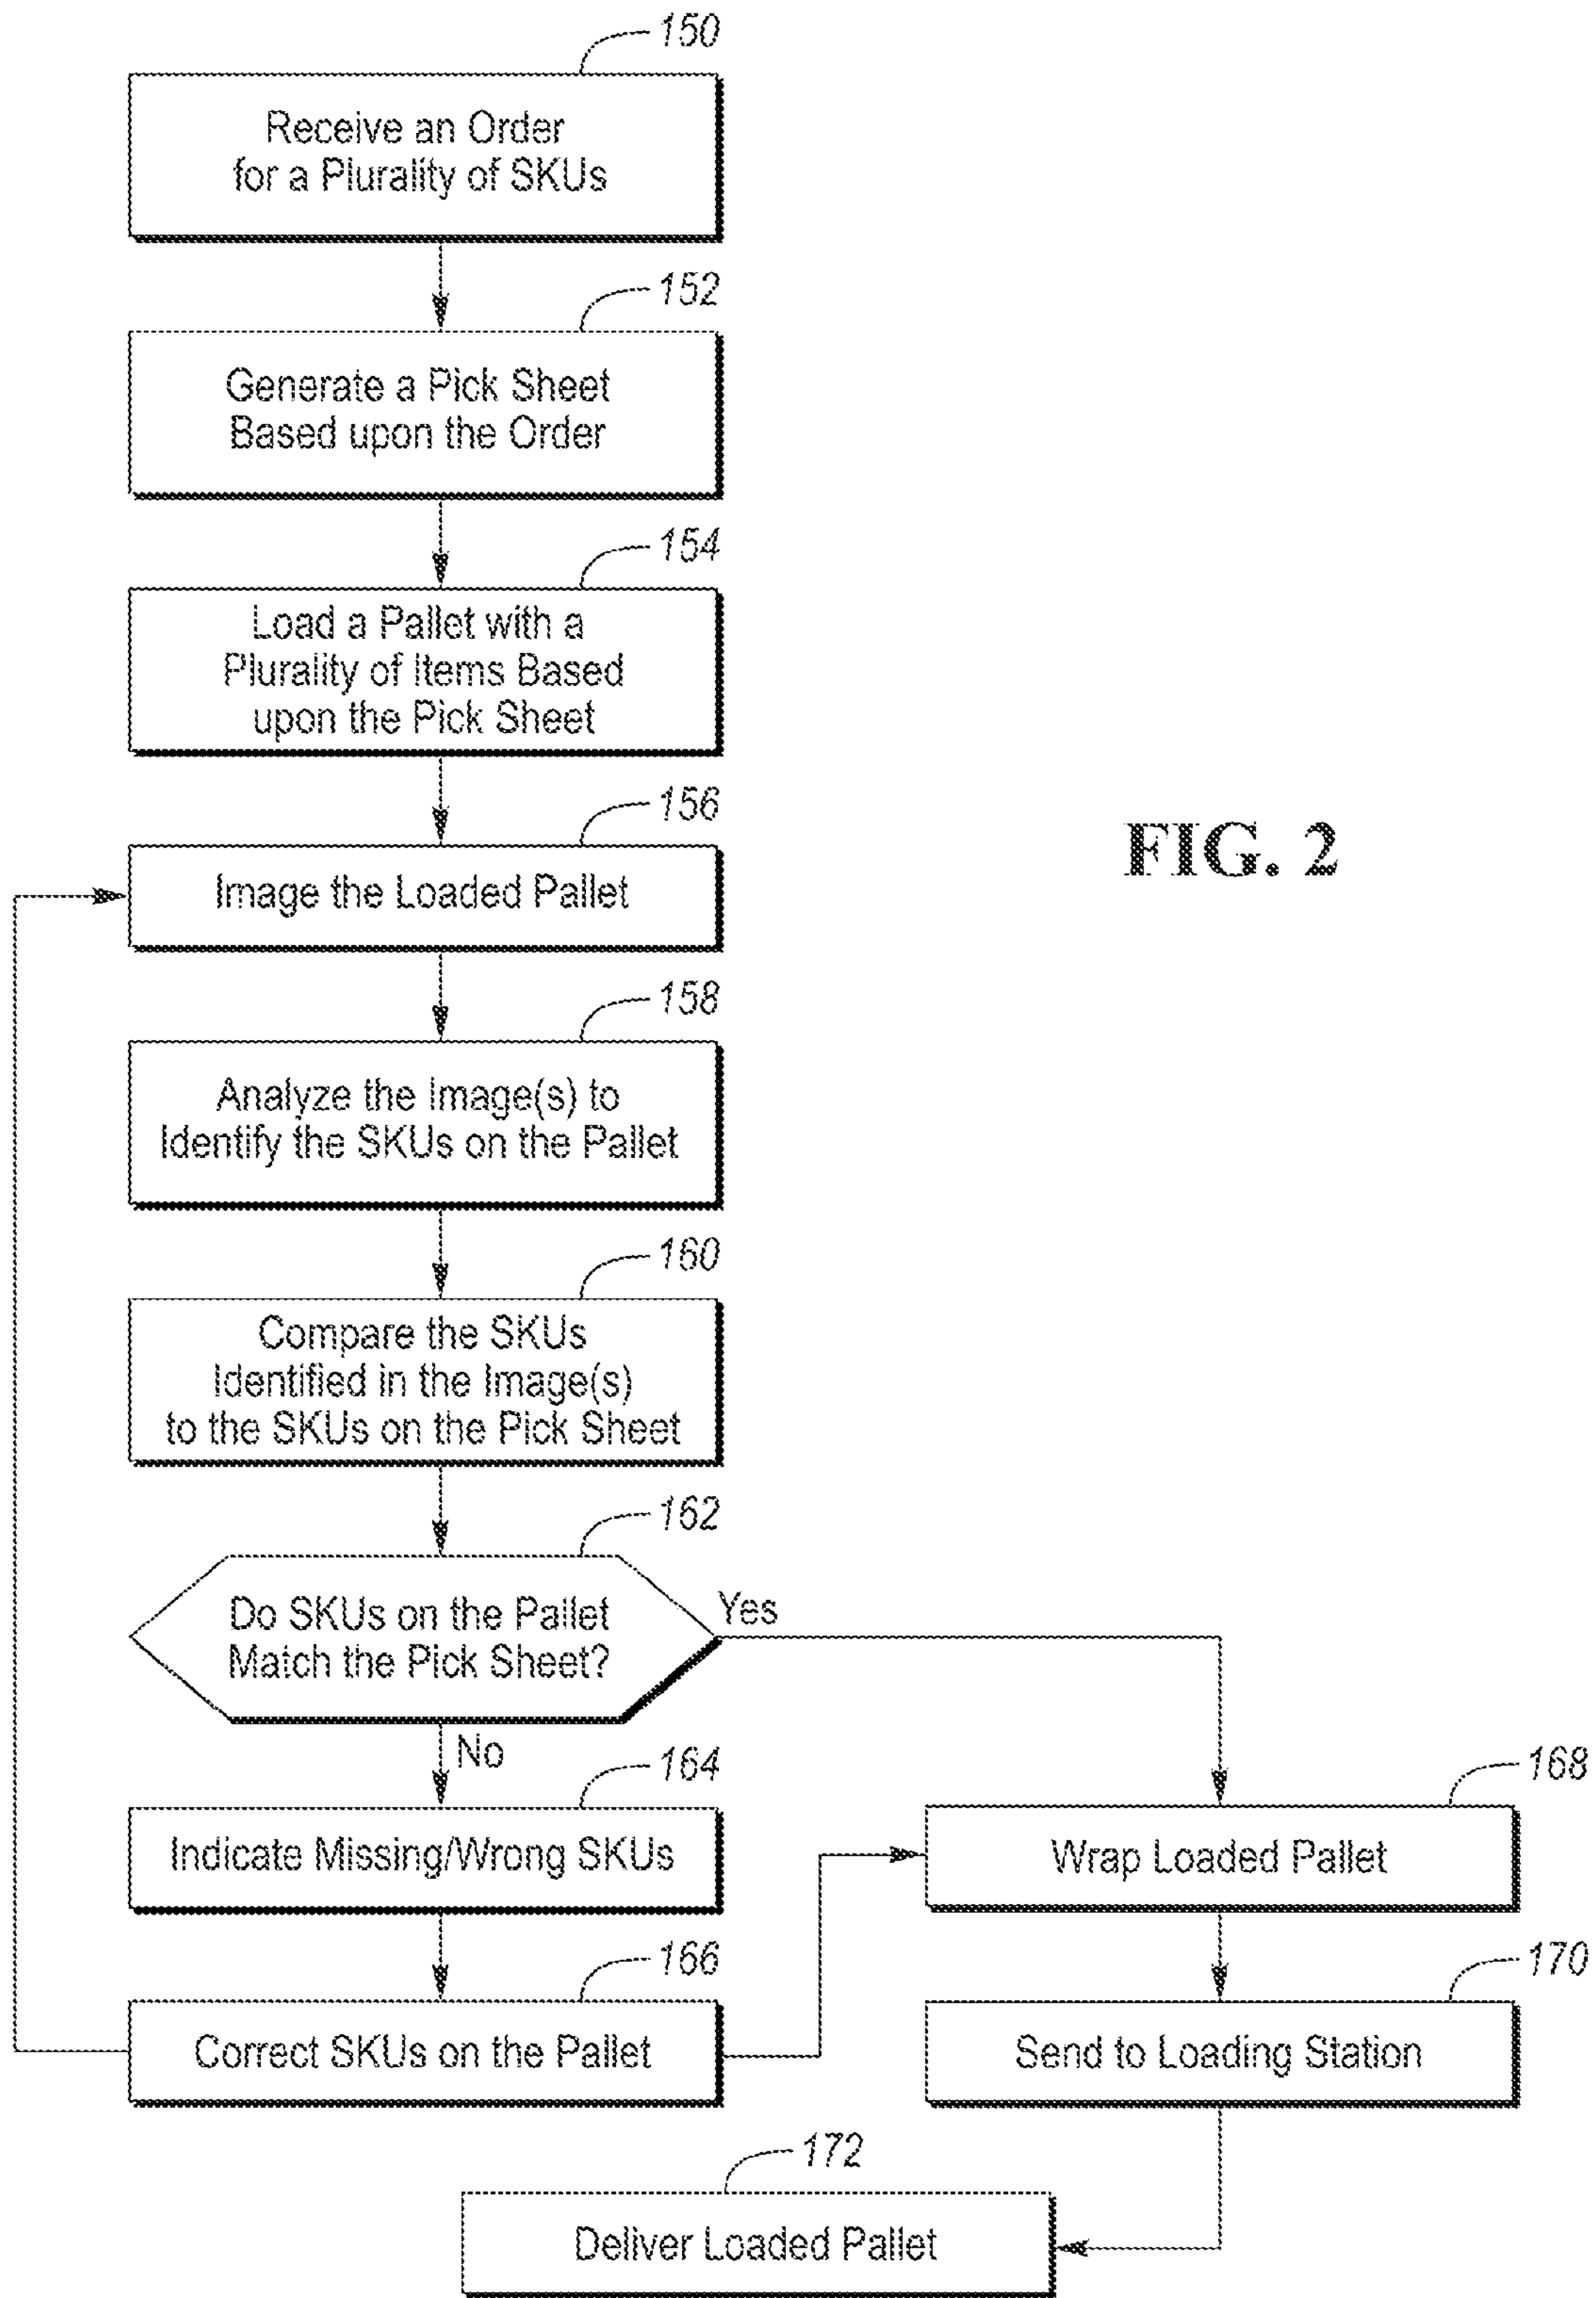 150
Receive an Order
for a Plurality of SKUs
152
Generate a Pick Sheet
Based upon the Order
154
Load a Pallet with a
Plurality of Items Based
upon the Pick Sheet
156
Image the Loaded Pallet
FIG. 2
158
Analyze the Image(s) to
Identify the SKUs on the Pallet
160
Compare the SKUs
Identified in the Image(s)
to the SKUs on the Pick Sheet
162
Do SKUs on the Pallet
Match the Pick Sheet?
Yes
No
164
Indicate Missing/Wrong SKUs
168
Wrap Loaded Pallet
166
Correct SKUs on the Pallet
170
Send to Loading Station
172
Deliver Loaded Pallet